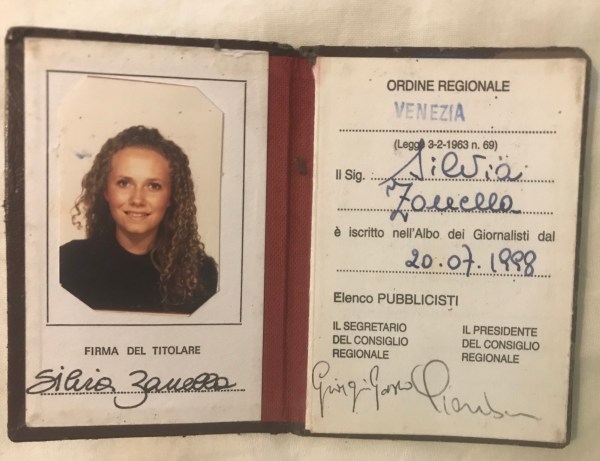 FIRMA DEL TITOLARE
Silvia Zanella
ORDINE REGIONALE
VENEZIA
(Legge 3-2-1963 n. 69)
Il Sig. Silvia
Zanella
è iscritto nell'Albo dei Giornalisti dal
20.07.1998
Elenco PUBBLICISTI
IL SEGRETARIO IL PRESIDENTE
DEL CONSIGLIO DEL CONSIGLIO
REGIONALE REGIONALE